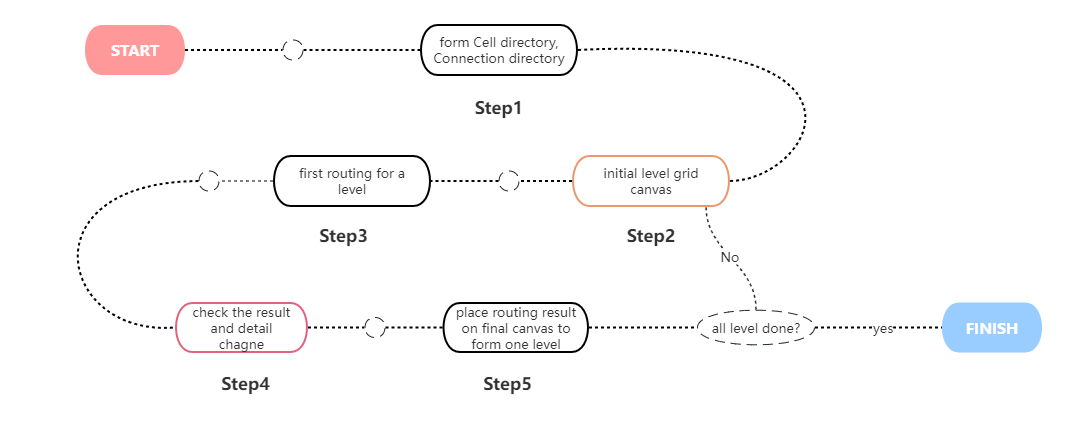 START
form Cell directory,
Connection directory
Step1
first routing for a
level
initial level grid
canvas
Step3
Step2
No
check the result
and detail
chagne
place routing result
on final canvas to
form one level
all level done?
yes
FINISH
Step4
Step5